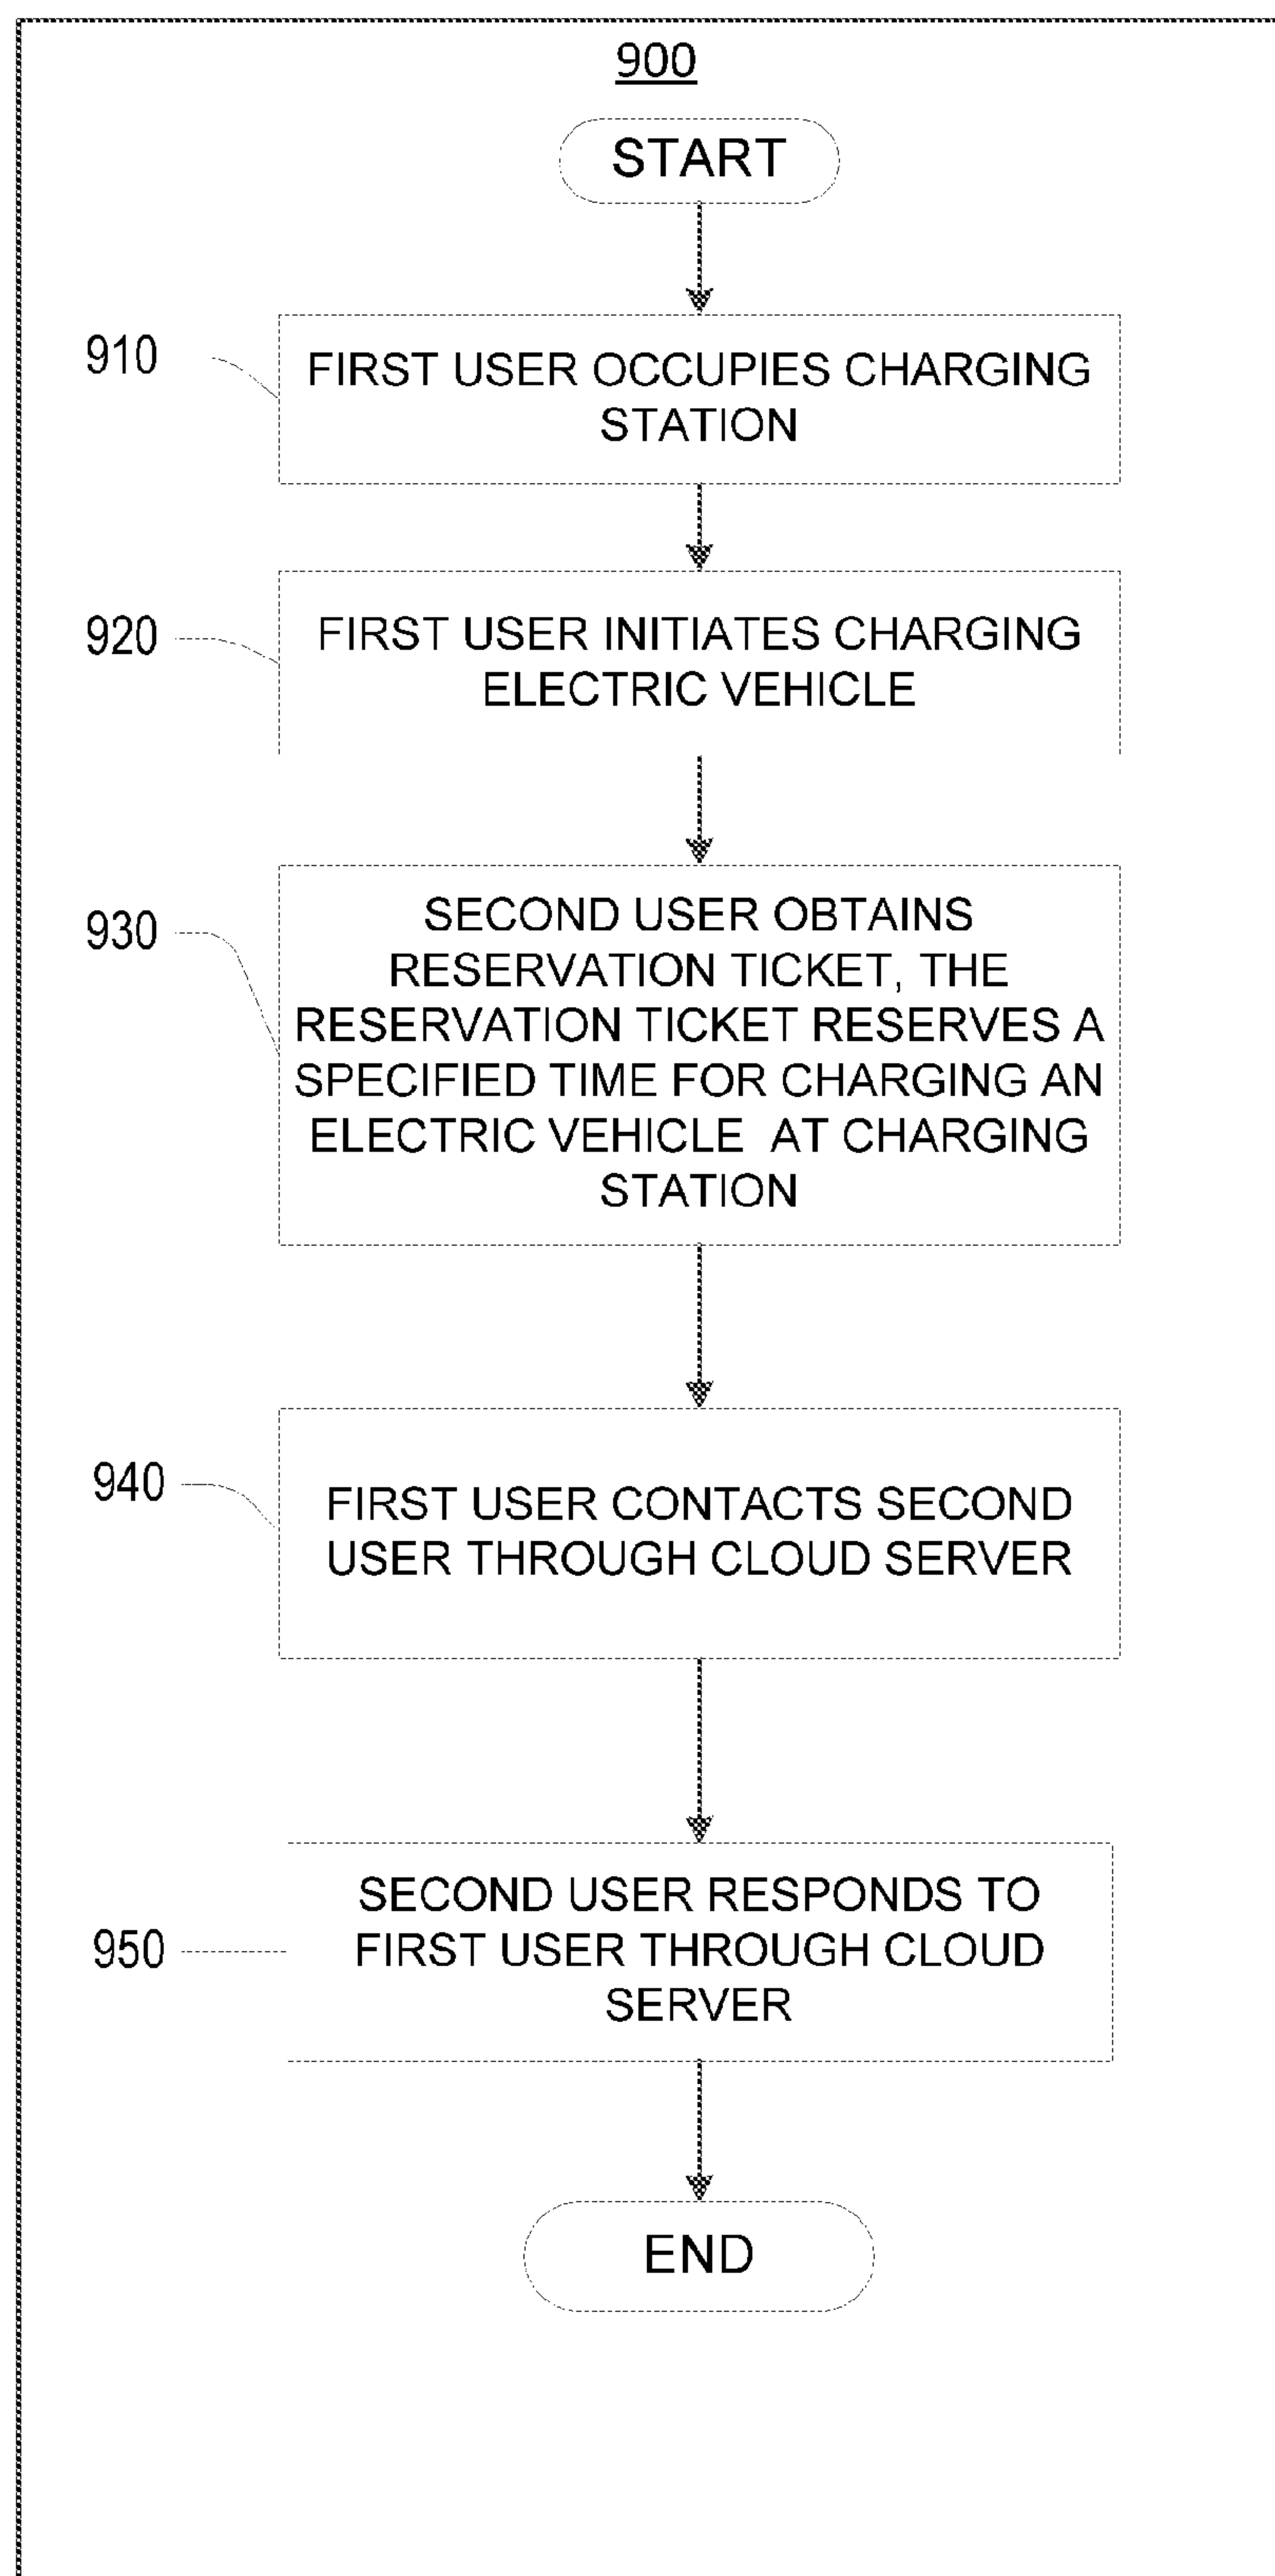 900
START
910
FIRST USER OCCUPIES CHARGING
STATION
920
FIRST USER INITIATES CHARGING
ELECTRIC VEHICLE
930
SECOND USER OBTAINS
RESERVATION TICKET, THE
RESERVATION TICKET RESERVES A
SPECIFIED TIME FOR CHARGING AN
ELECTRIC VEHICLE AT CHARGING
STATION
940
FIRST USER CONTACTS SECOND
USER THROUGH CLOUD SERVER
950
SECOND USER RESPONDS TO
FIRST USER THROUGH CLOUD
SERVER
END